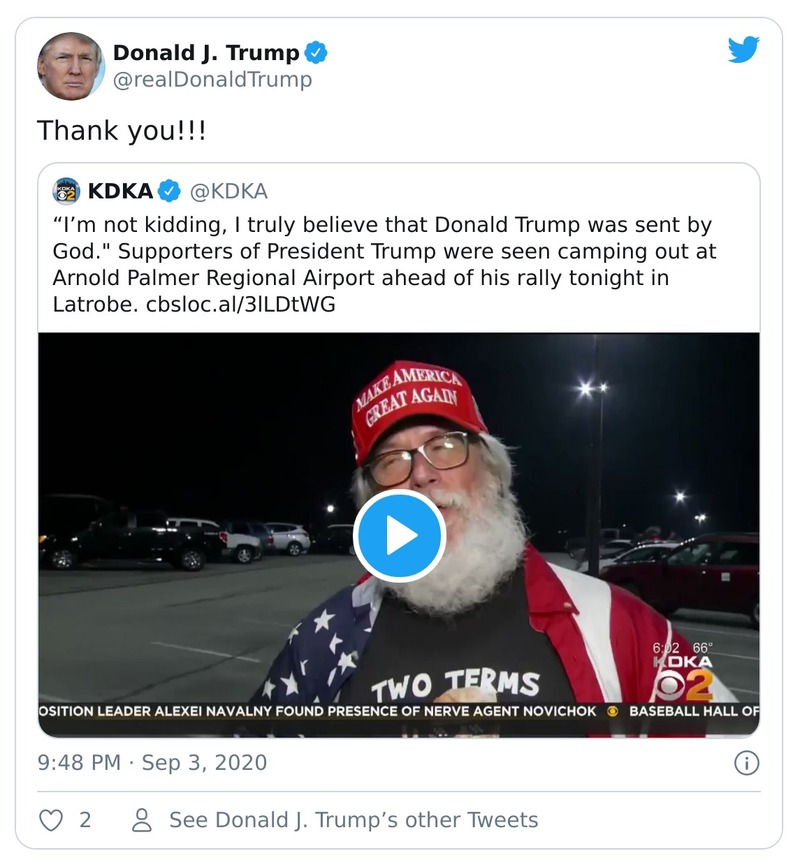 Donald J. Trump
@realDonaldTrump
Thank you!!!
KDKA @KDKA
“I’m not kidding, I truly believe that Donald Trump was sent by
God." Supporters of President Trump were seen camping out at
Arnold Palmer Regional Airport ahead of his rally tonight in
Latrobe. cbsloc.al/3lLDtWG
MAKE AMERICA
GREAT AGAIN
TWO TERMS
6:02 66°
KDKA
2
OSITION LEADER ALEXEI NAVALNY FOUND PRESENCE OF NERVE AGENT NOVICHOK BASEBALL HALL OF
9:48 PM · Sep 3, 2020
2
See Donald J. Trump’s other Tweets